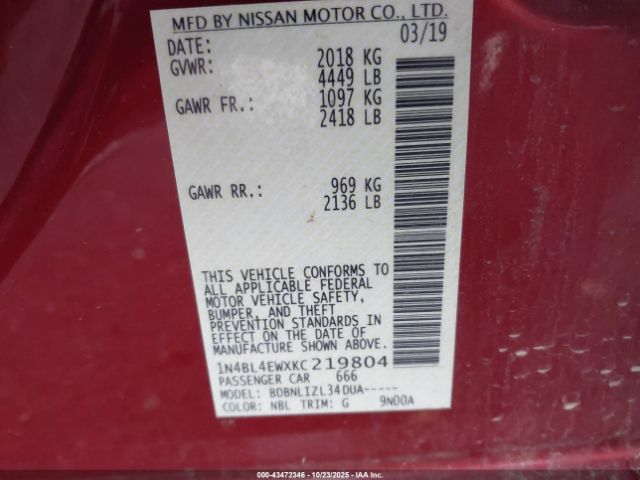 MFD BY NISSAN MOTOR CO., LTD.
DATE: 03/19
GVWR: 2018 KG
4449 LB
GAWR FR.: 1097 KG
2418 LB
GAWR RR.: 969 KG
2136 LB
THIS VEHICLE CONFORMS TO
ALL APPLICABLE FEDERAL
MOTOR VEHICLE SAFETY,
BUMPER, AND THEFT
PREVENTION STANDARDS IN
EFFECT ON THE DATE OF
MANUFACTURE SHOWN ABOVE.
1N4BL4EWXKC219804
PASSENGER CAR 666
MODEL: BDBNLIZL34DUA-----
COLOR: NBL TRIM: G 9N00A
000-43472346 * 10/23/2025 * IAAI.COM